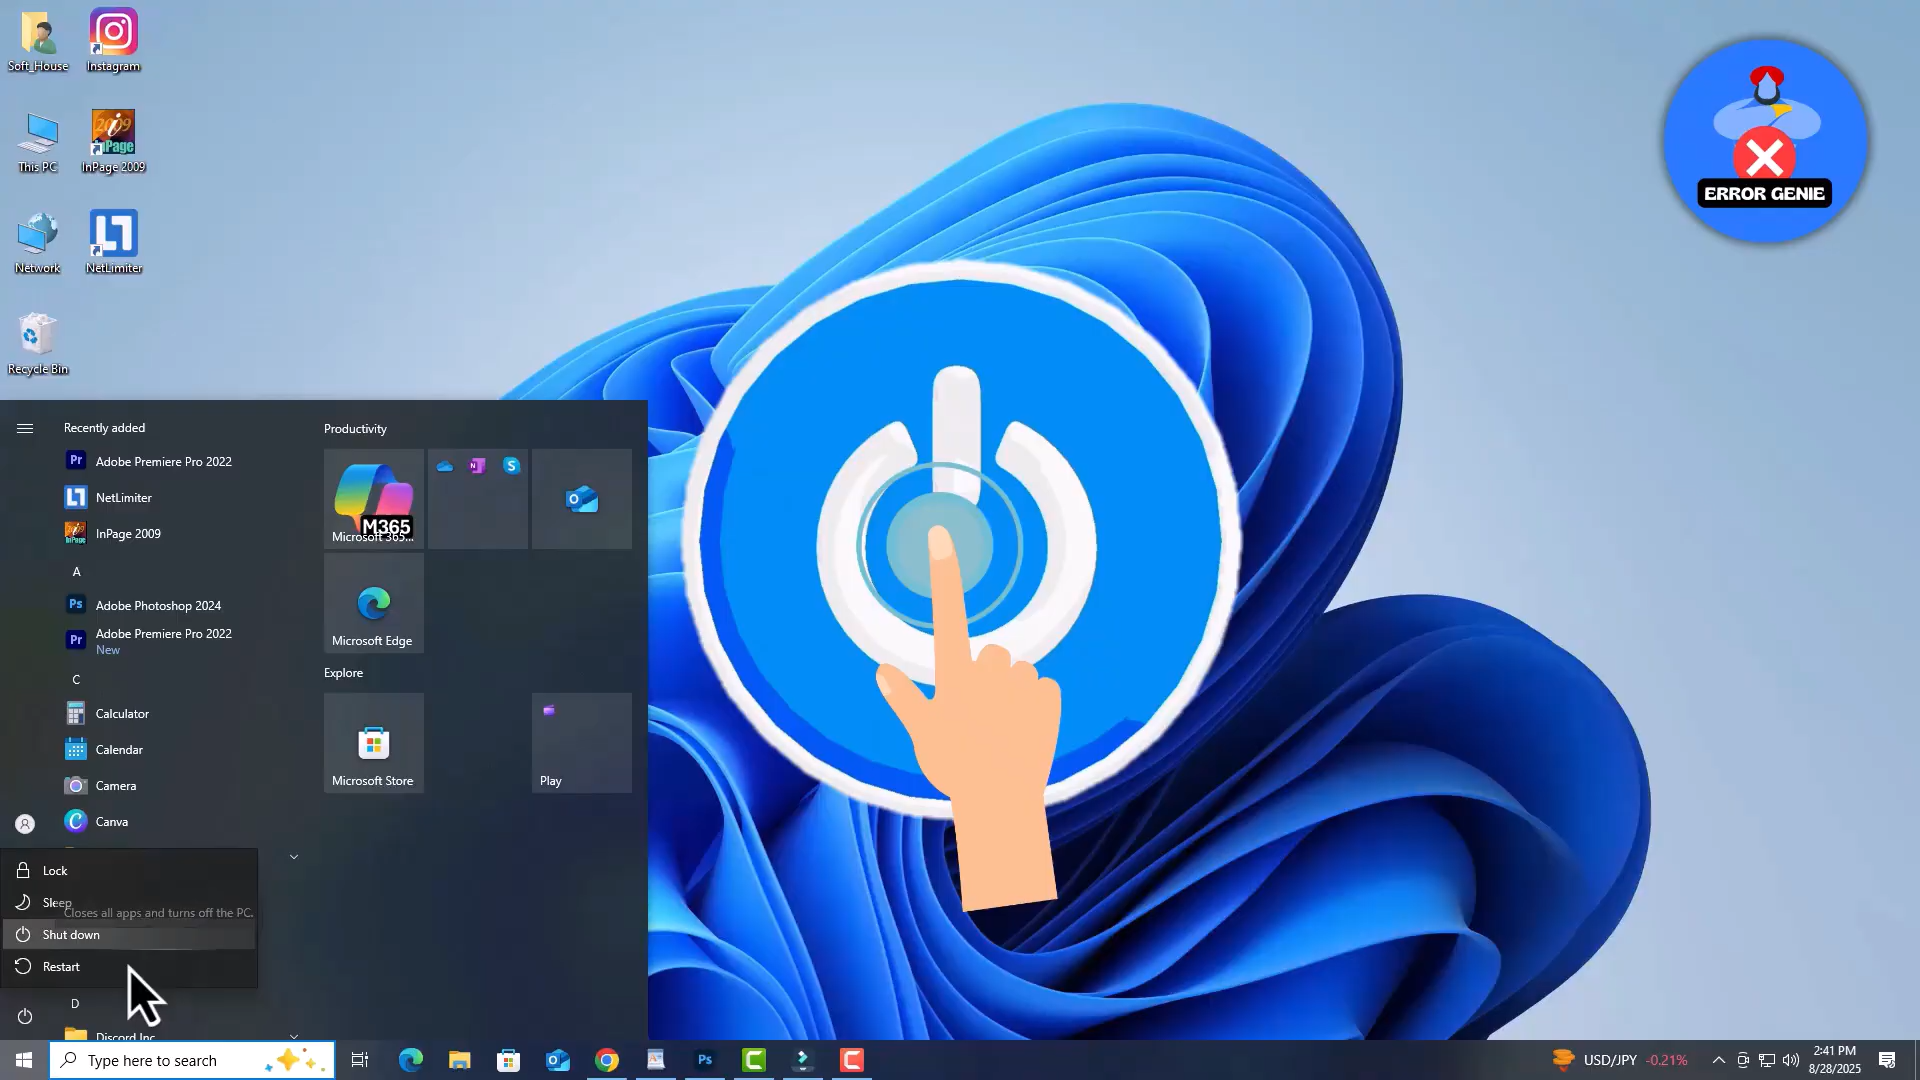 Soft_House
Instagram
This PC
InPage 2009
Network
NetLimiter
Recycle Bin
ERROR GENIE
Recently added
Adobe Premiere Pro 2022
NetLimiter
InPage 2009
A
Adobe Photoshop 2024
Adobe Premiere Pro 2022
New
C
Calculator
Calendar
Camera
Canva
Productivity
M365
Microsoft 365...
Microsoft Edge
Explore
Microsoft Store
Play
Lock
Sleep
Closes all apps and turns off the PC.
Shut down
Restart
D
Discord Inc
Type here to search
USD/JPY -0.21%
2:41 PM
8/28/2025